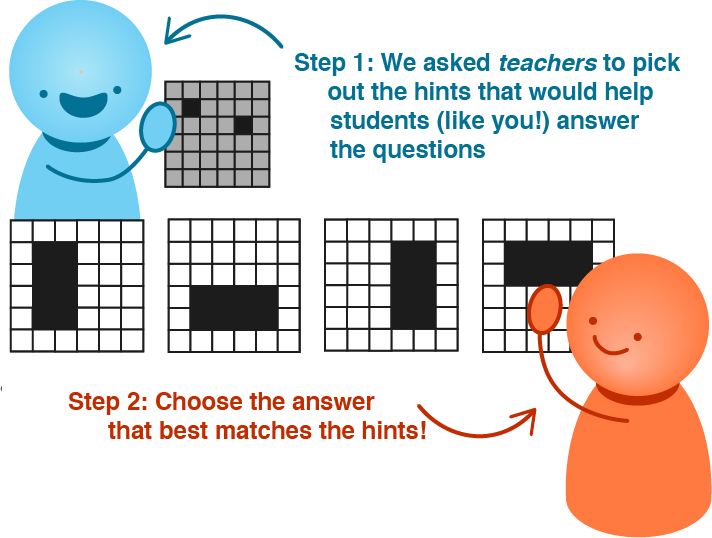 Step 1: We asked teachers to pick
out the hints that would help
students (like you!) answer
the questions
Step 2: Choose the answer
that best matches the hints!